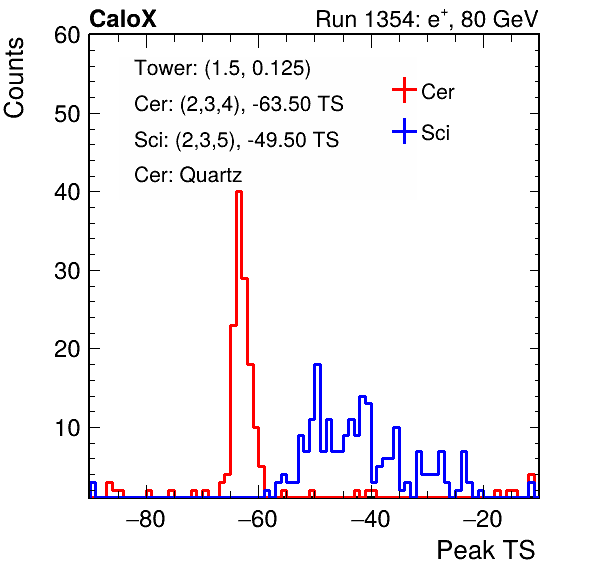 CaloX
Run 1354: e⁺, 80 GeV
Counts
Tower: (1.5, 0.125)
Cer: (2,3,4), -63.50 TS
Sci: (2,3,5), -49.50 TS
Cer: Quartz
Cer
Sci
60
50
40
30
20
10
−80
−60
−40
−20
Peak TS